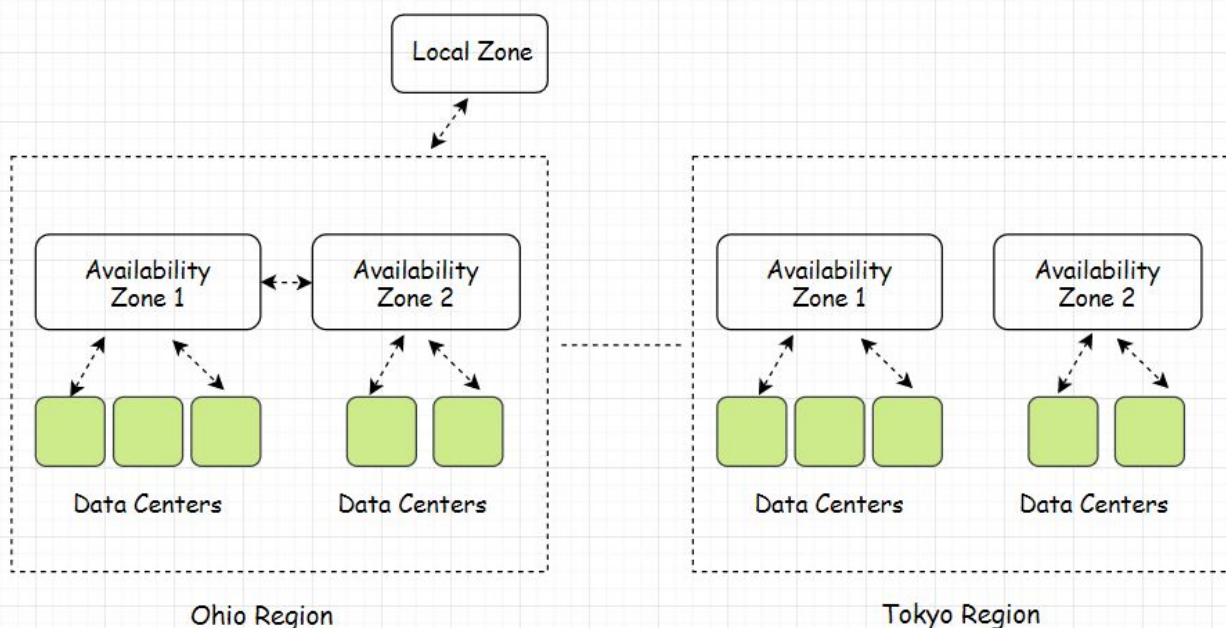 Local Zone
Availability
Zone 1
Availability
Zone 2
Data Centers
Data Centers
Ohio Region
Availability
Zone 1
Availability
Zone 2
Data Centers
Data Centers
Tokyo Region